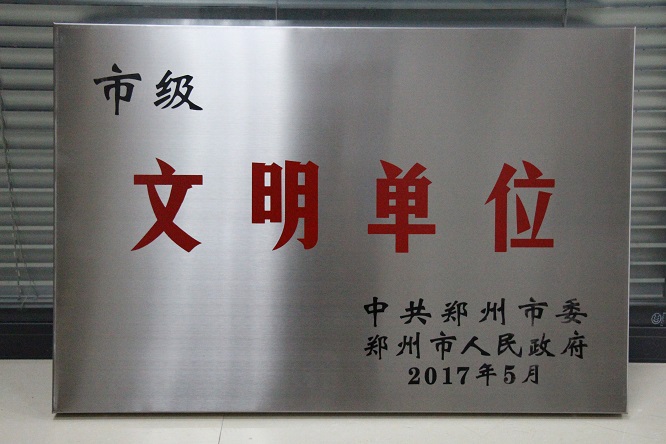 市级
文明单位
中共郑州市委
郑州市人民政府
2017年5月